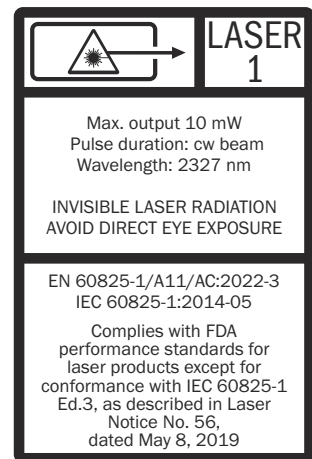 LASER
1
Max. output 10 mW
Pulse duration: cw beam
Wavelength: 2327 nm
INVISIBLE LASER RADIATION
AVOID DIRECT EYE EXPOSURE
EN 60825-1/A11/AC:2022-3
IEC 60825-1:2014-05
Complies with FDA
performance standards for
laser products except for
conformance with IEC 60825-1
Ed.3, as described in Laser
Notice No. 56,
dated May 8, 2019